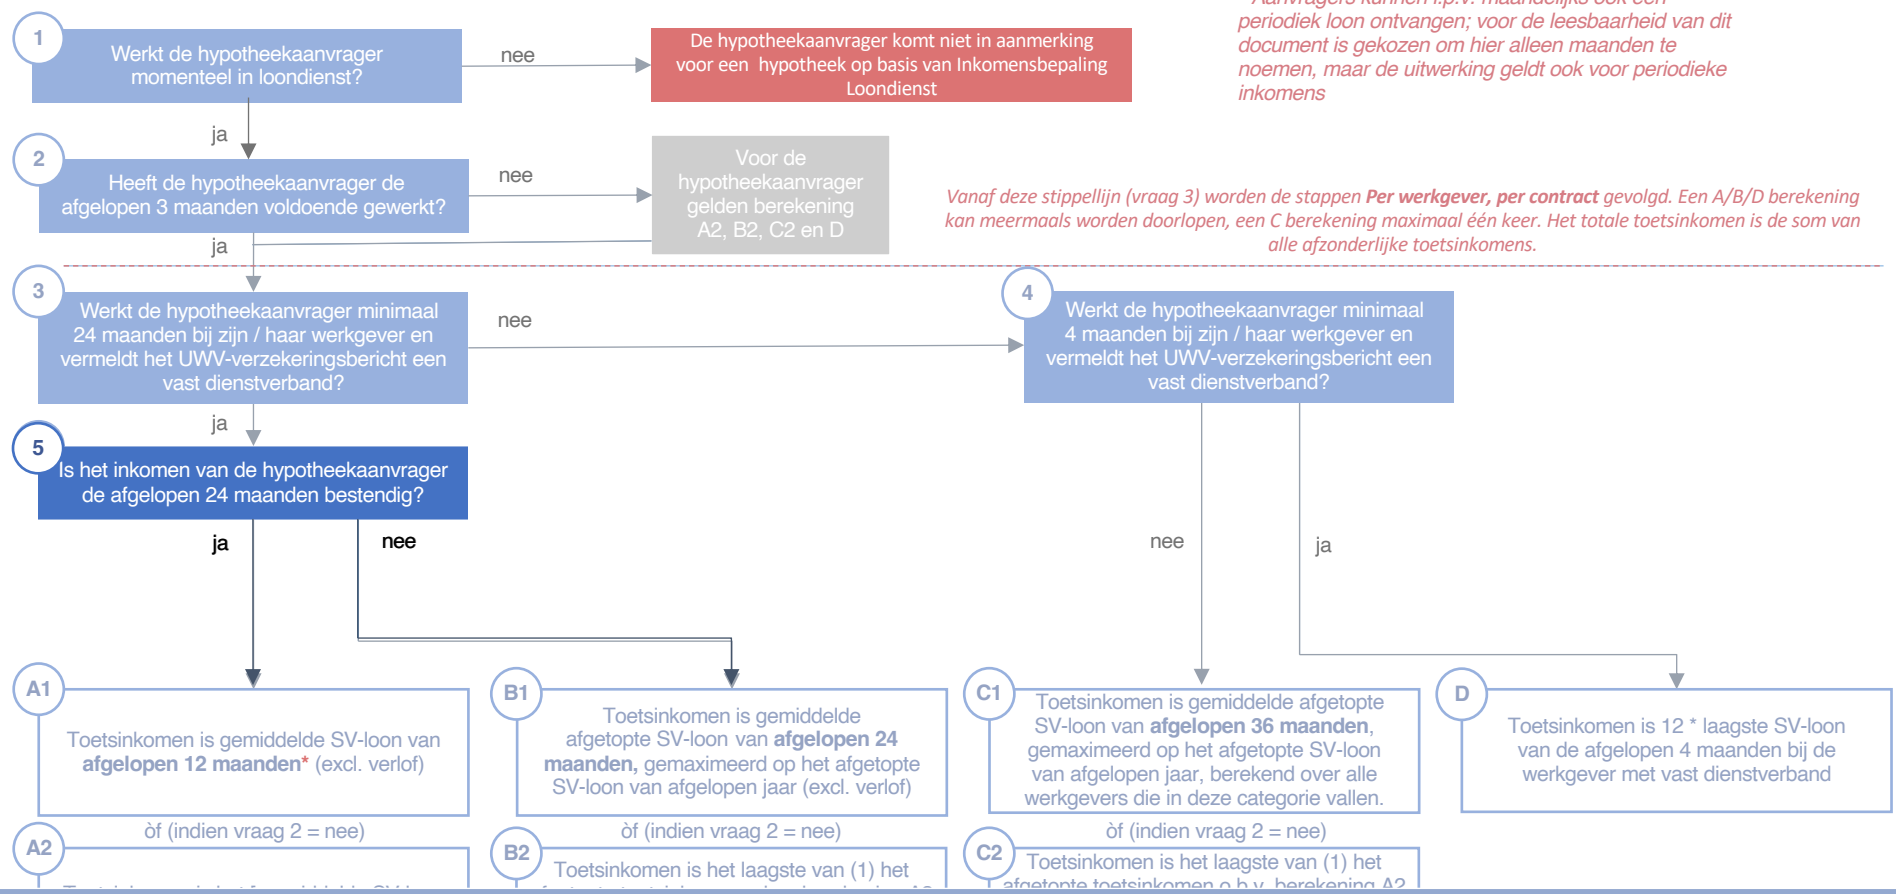 * Aanvragers kunnen i.p.v. maandelijks ook een
periodiek loon ontvangen; voor de leesbaarheid van dit
document is gekozen om hier alleen maanden te
noemen, maar de uitwerking geldt ook voor periodieke
inkomens
1
Werkt de hypotheekaanvrager
momenteel in loondienst?
nee
De hypotheekaanvrager komt niet in aanmerking
voor een hypotheek op basis van Inkomensbepaling
Loondienst
ja
2
Heeft de hypotheekaanvrager de
afgelopen 3 maanden voldoende gewerkt?
nee
Voor de
hypotheekaanvrager
gelden berekening
A2, B2, C2 en D
ja
Vanaf deze stippellijn (vraag 3) worden de stappen Per werkgever, per contract gevolgd. Een A/B/D berekening
kan meermaals worden doorlopen, een C berekening maximaal één keer. Het totale toetsinkomen is de som van
alle afzonderlijke toetsinkomens.
3
Werkt de hypotheekaanvrager minimaal
24 maanden bij zijn / haar werkgever en
vermeldt het UWV-verzekeringsbericht een
vast dienstverband?
nee
4
Werkt de hypotheekaanvrager minimaal
4 maanden bij zijn / haar werkgever en
vermeldt het UWV-verzekeringsbericht een
vast dienstverband?
ja
5
Is het inkomen van de hypotheekaanvrager
de afgelopen 24 maanden bestendig?
ja
nee
nee
ja
A1
Toetsinkomen is gemiddelde SV-loon van
afgelopen 12 maanden* (excl. verlof)
B1
Toetsinkomen is gemiddelde
afgetopte SV-loon van afgelopen 24
maanden, gemaximeerd op het afgetopte
SV-loon van afgelopen jaar (excl. verlof)
C1
Toetsinkomen is gemiddelde afgetopte
SV-loon van afgelopen 36 maanden,
gemaximeerd op het afgetopte SV-loon
van afgelopen jaar, berekend over alle
werkgevers die in deze categorie vallen.
D
Toetsinkomen is 12 * laagste SV-loon
van de afgelopen 4 maanden bij de
werkgever met vast dienstverband
òf (indien vraag 2 = nee)
òf (indien vraag 2 = nee)
òf (indien vraag 2 = nee)
A2
B2
Toetsinkomen is het laagste van (1) het
C2
Toetsinkomen is het laagste van (1) het
afgetopte toetsinkomen o.b.v. berekening A2